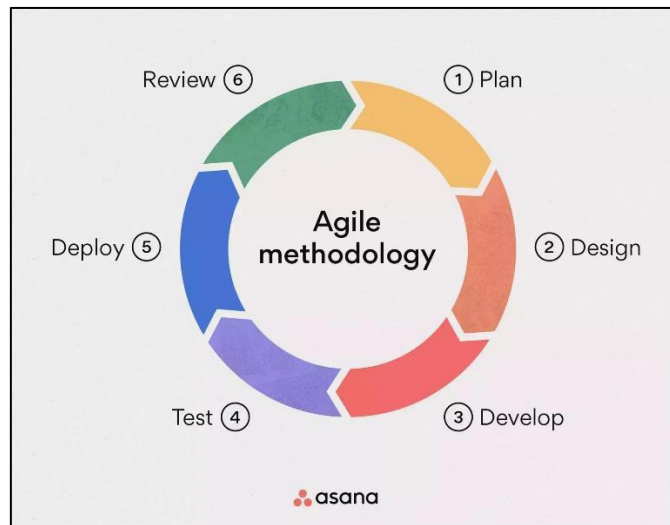 Agile
methodology
1 Plan
2 Design
3 Develop
Test 4
Deploy 5
Review 6
asana